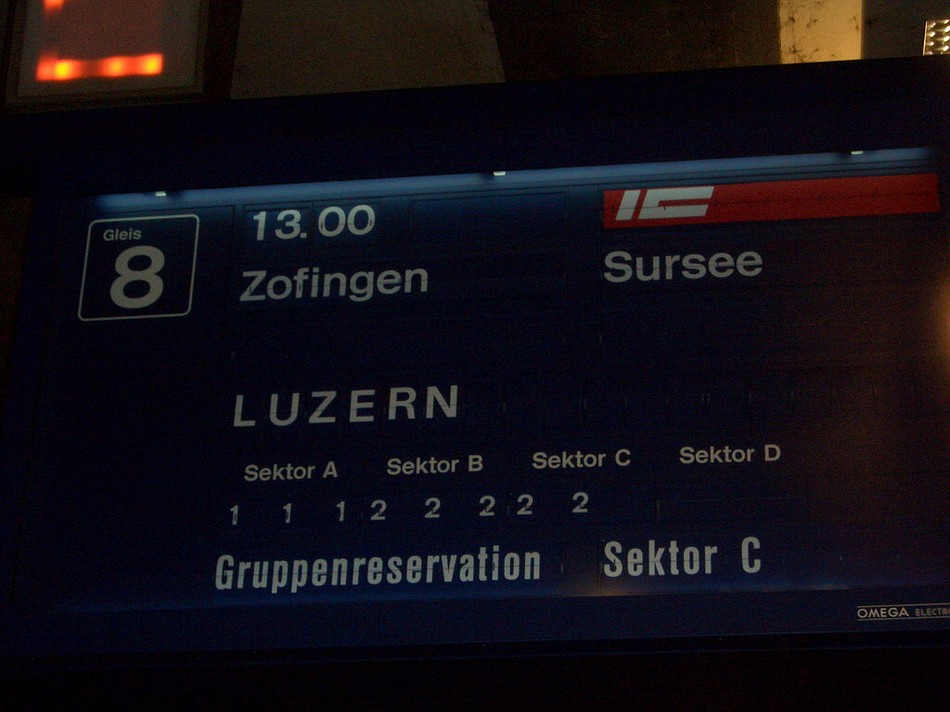 Gleis
8
13.00 IC
Zofingen Sursee
LUZERN
Sektor A Sektor B Sektor C Sektor D
1 1 1 2 2 2 2 2
Gruppenreservation Sektor C
OMEGA